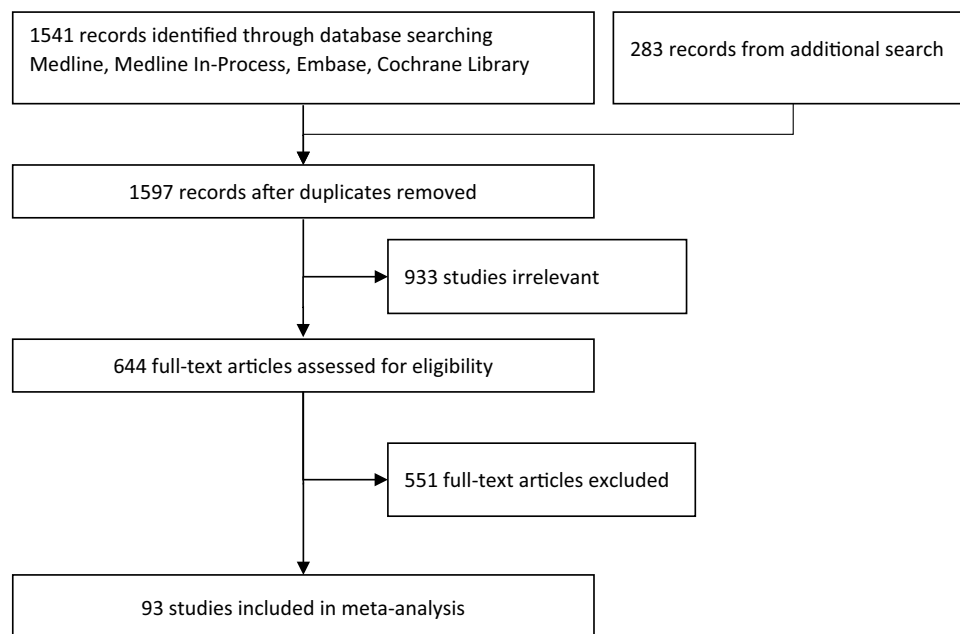 1541 records identified through database searching
Medline, Medline In-Process, Embase, Cochrane Library
283 records from additional search
1597 records after duplicates removed
933 studies irrelevant
644 full-text articles assessed for eligibility
551 full-text articles excluded
93 studies included in meta-analysis